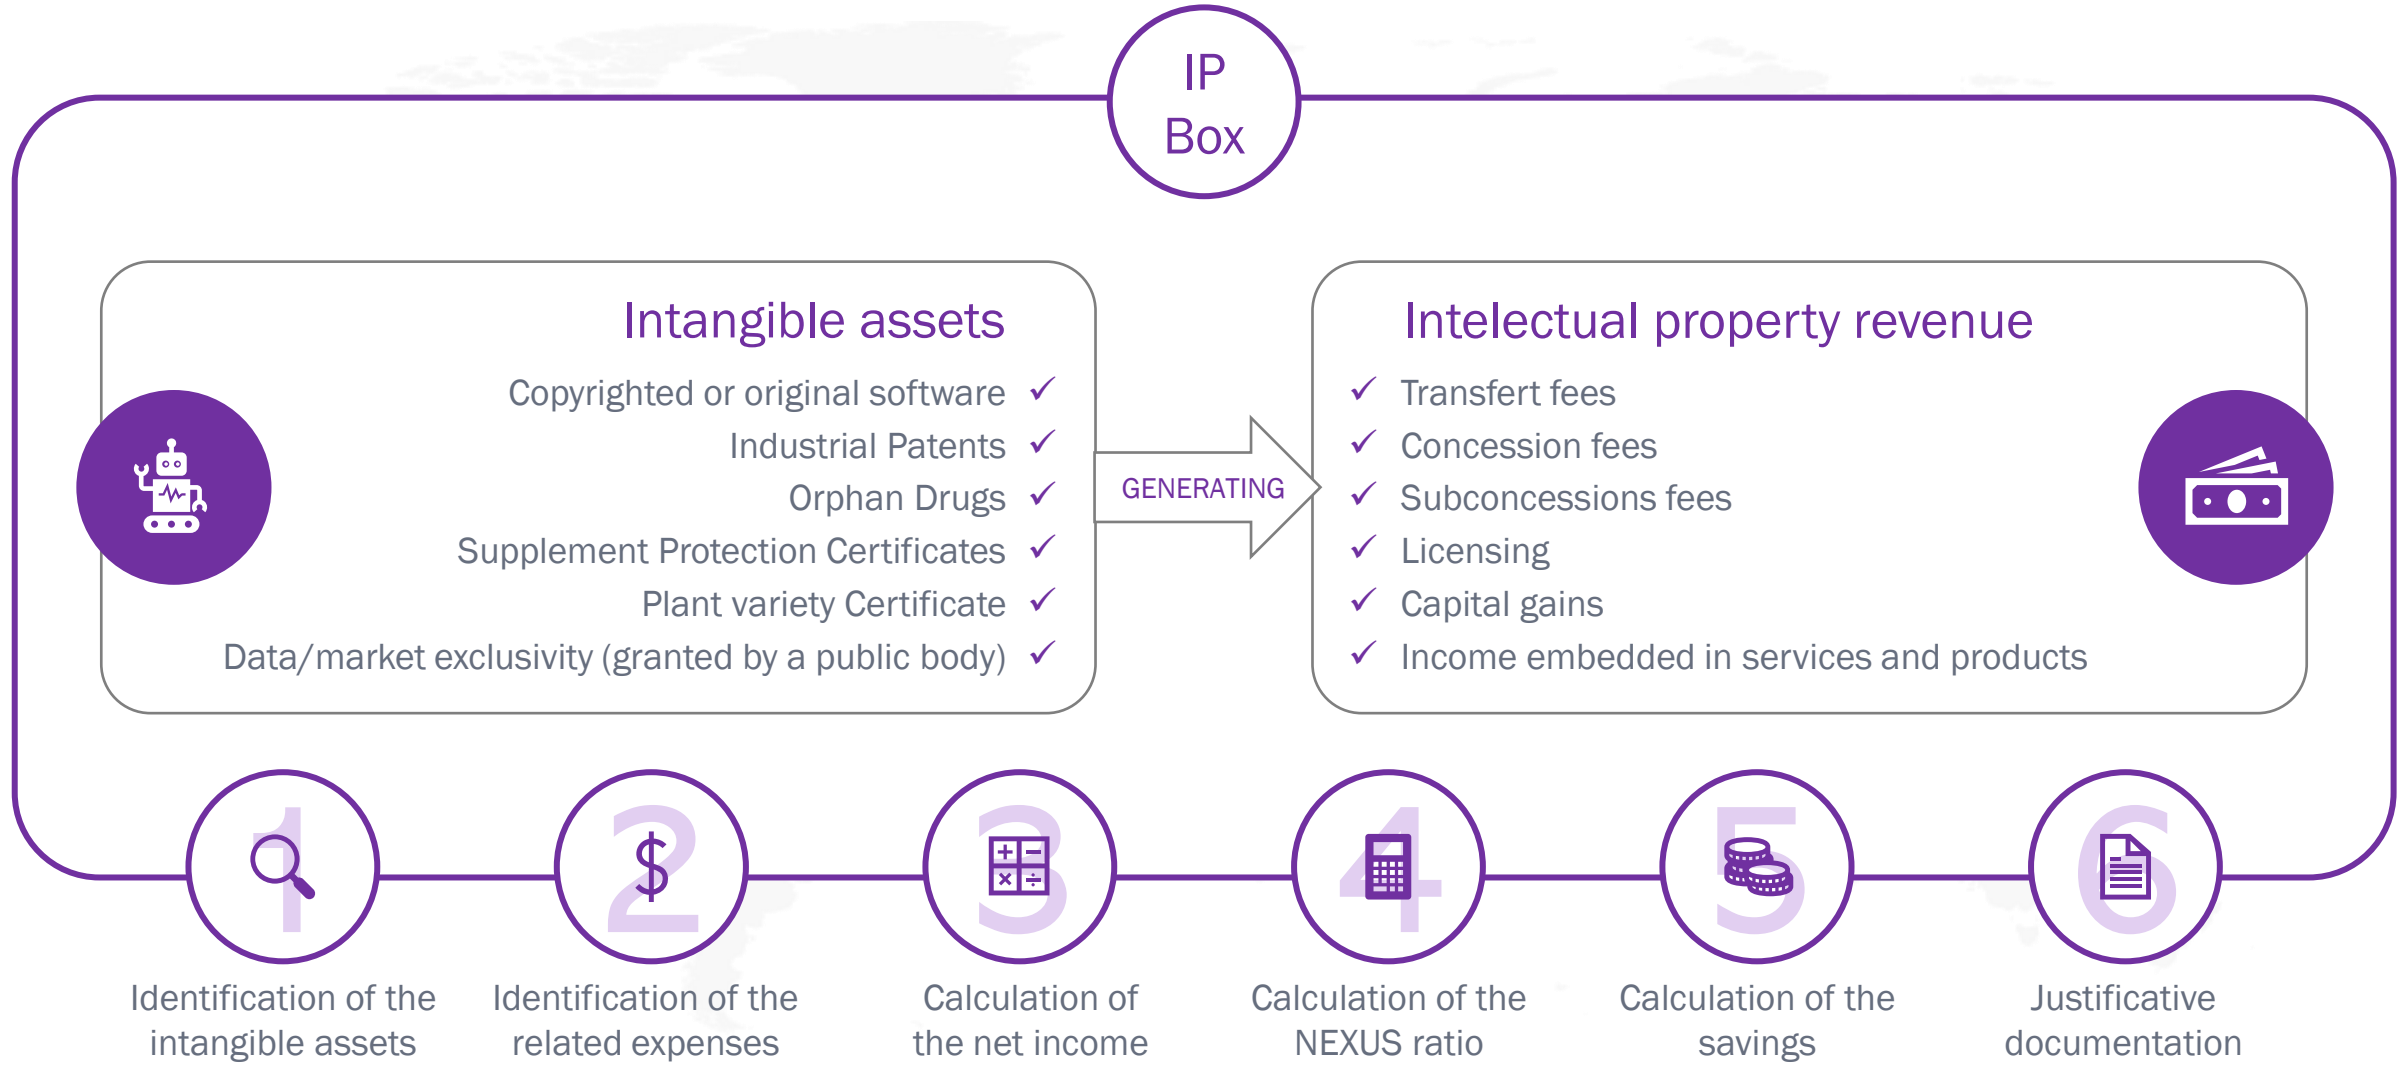 IP
Box
Intangible assets
Copyrighted or original software
Industrial Patents
Orphan Drugs
Supplement Protection Certificates
Plant variety Certificate
Data/market exclusivity (granted by a public body)
GENERATING
Intelectual property revenue
Transfert fees
Concession fees
Subconcessions fees
Licensing
Capital gains
Income embedded in services and products
1
Identification of the
intangible assets
2
Identification of the
related expenses
3
Calculation of
the net income
4
Calculation of the
NEXUS ratio
5
Calculation of the
savings
6
Justificative
documentation